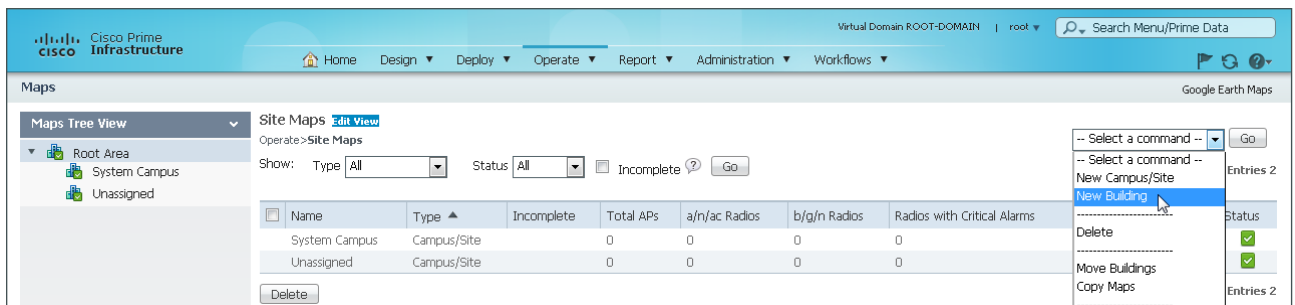 Cisco Prime
cisco Infrastructure
Virtual Domain ROOT-DOMAIN | root
Search Menu/Prime Data
Home Design Deploy Operate Report Administration Workflows
Maps
Google Earth Maps
Maps Tree View
Root Area
System Campus
Unassigned
Site Maps Edit View
Operate>Site Maps
Show: Type All Status All Incomplete ? Go
-- Select a command -- Go
-- Select a command --
New Campus/Site
New Building
------------------------
Delete
------------------------
Move Buildings
Copy Maps
Entries 2
Name Type Incomplete Total APs a/n/ac Radios b/g/n Radios Radios with Critical Alarms Status
System Campus Campus/Site 0 0 0 0
Unassigned Campus/Site 0 0 0 0
Delete
Entries 2